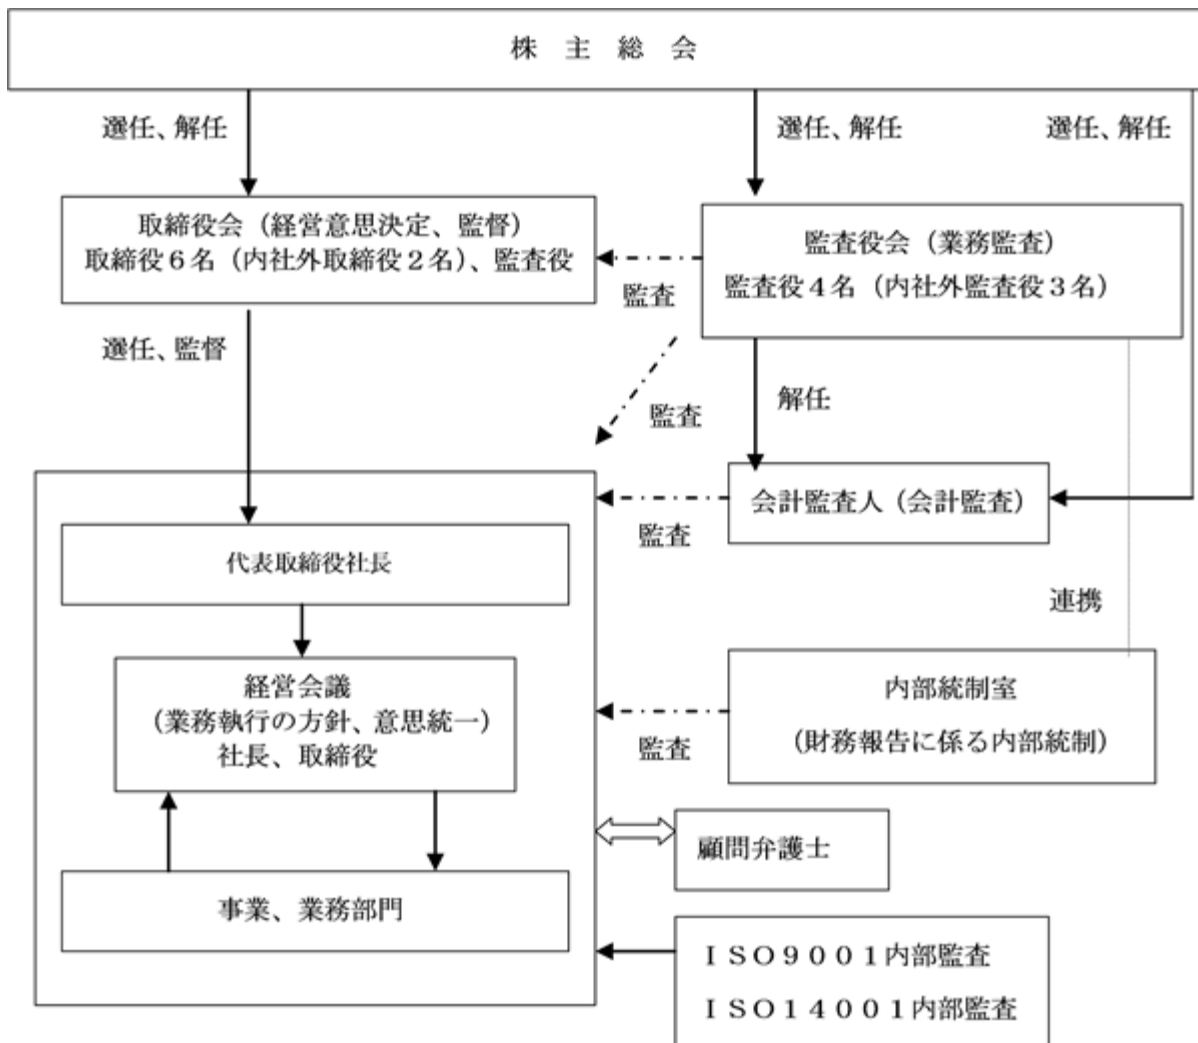 株 主 総 会
選任、解任
選任、解任
選任、解任
取締役会（経営意思決定、監督）
取締役６名（内社外取締役２名）、監査役
監査役会（業務監査）
監査役４名（内社外監査役３名）
監査
選任、監督
解任
監査
会計監査人（会計監査）
監査
代表取締役社長
連携
経営会議
（業務執行の方針、意思統一）
社長、取締役
内部統制室
（財務報告に係る内部統制）
監査
顧問弁護士
事業、業務部門
ＩＳＯ９００１内部監査
ＩＳＯ１４００１内部監査